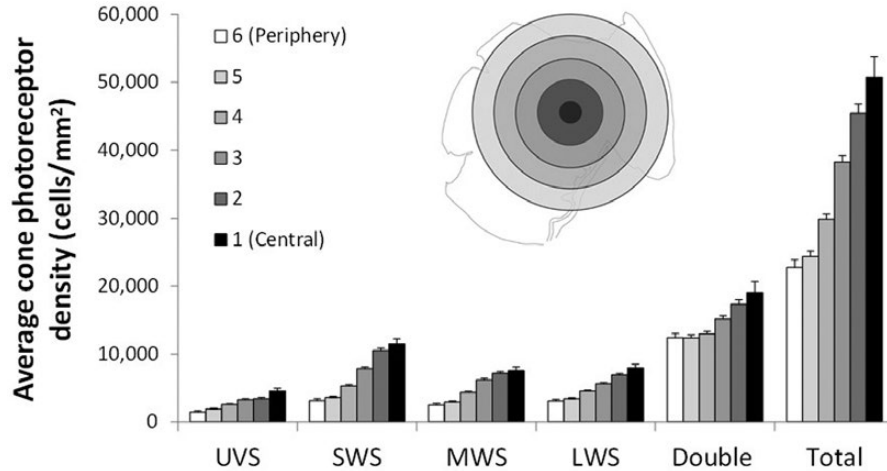 Average cone photoreceptor
density (cells/mm²)
60,000
50,000
40,000
30,000
20,000
10,000
0
6 (Periphery)
5
4
3
2
1 (Central)
UVS SWS MWS LWS Double Total